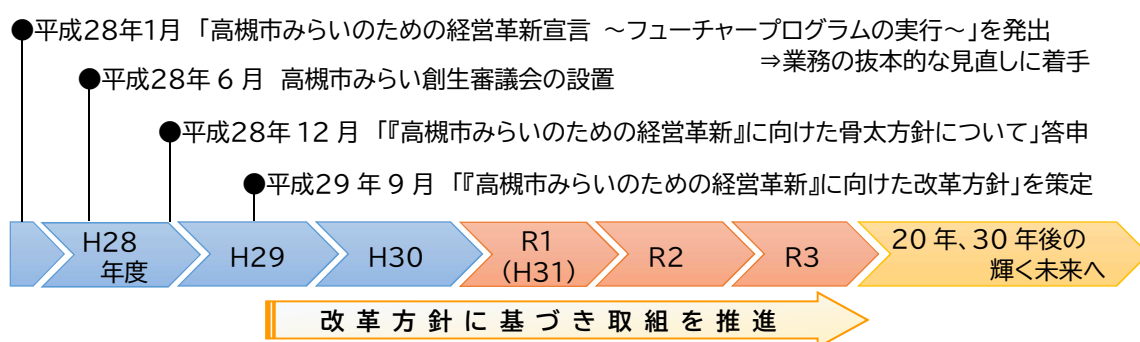 ●平成28年1月 「高槻市みらいのための経営革新宣言 ～フューチャープログラムの実行～」を発出
⇒業務の抜本的な見直しに着手
●平成28年 6 月 高槻市みらい創生審議会の設置
●平成28年 12 月 「『高槻市みらいのための経営革新』に向けた骨太方針について」答申
●平成29 年 9 月 「『高槻市みらいのための経営革新』に向けた改革方針」を策定
H28
年度
H29
H30
R1
(H31)
R2
R3
20 年、30 年後の
輝く未来へ
改革方針に基づき取組を推進